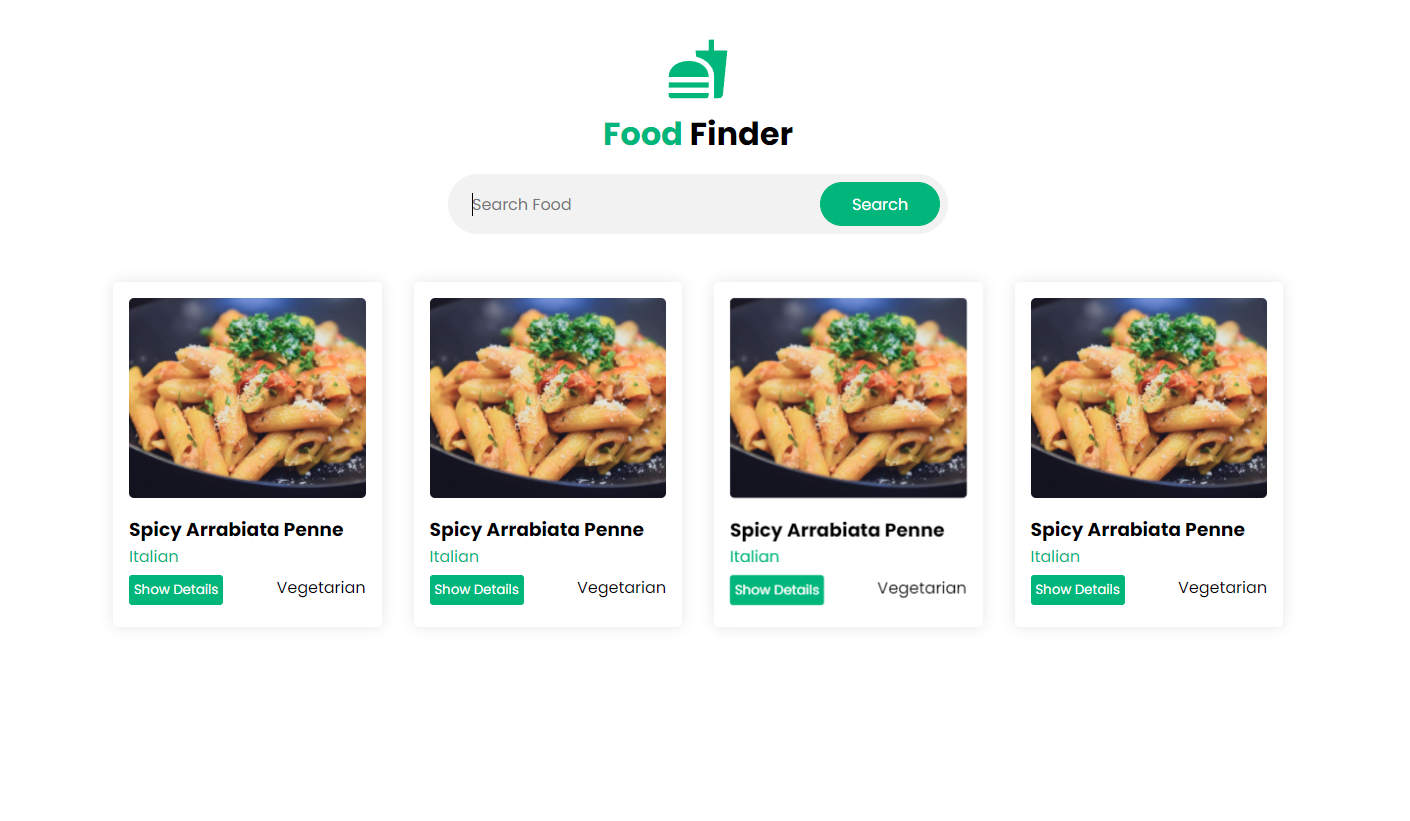 Food Finder
Search Food
Search
Spicy Arrabiata Penne
Italian
Show Details
Vegetarian
Spicy Arrabiata Penne
Italian
Show Details
Vegetarian
Spicy Arrabiata Penne
Italian
Show Details
Vegetarian
Spicy Arrabiata Penne
Italian
Show Details
Vegetarian